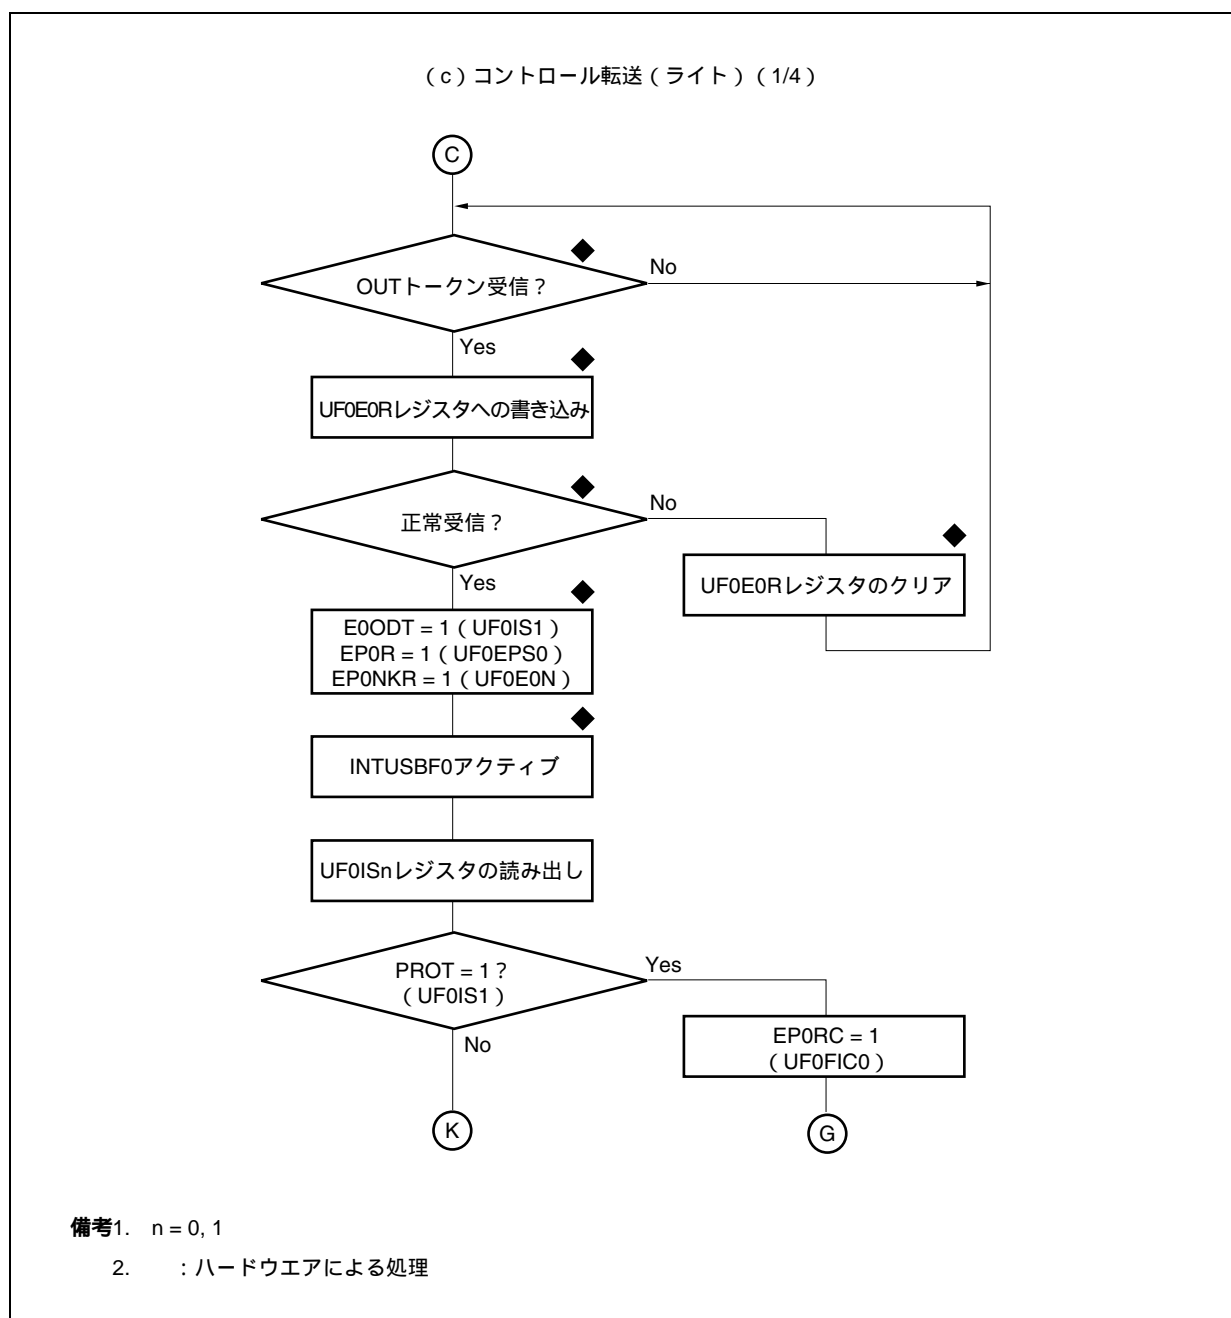 (c)コントロール転送(ライト)(1/4)
C
OUTトークン受信?
No
Yes
UF0E0Rレジスタへの書き込み
正常受信?
No
Yes
UF0E0Rレジスタのクリア
E0ODT = 1(UF0IS1)
EP0R = 1(UF0EPS0)
EP0NKR = 1(UF0E0N)
INTUSBF0アクティブ
UF0ISnレジスタの読み出し
PROT = 1?
(UF0IS1)
Yes
No
EP0RC = 1
(UF0FIC0)
K
G
備考1. n = 0, 1
2. :ハードウエアによる処理